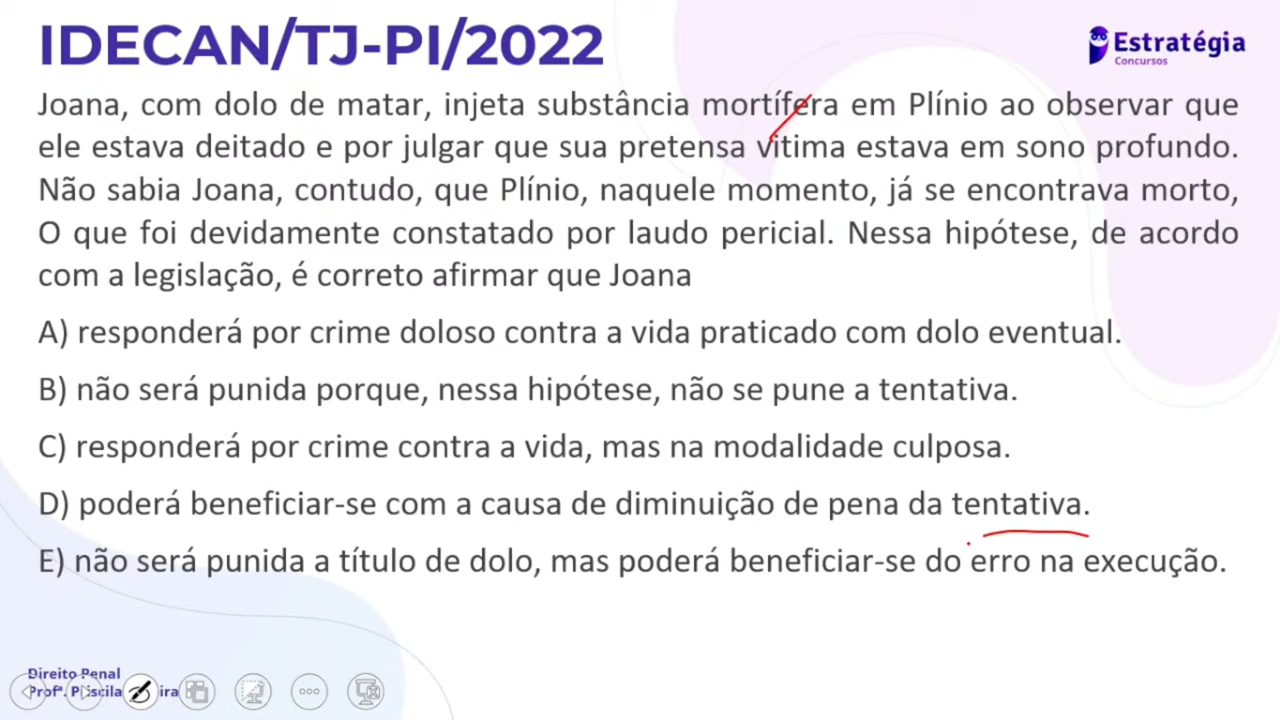 IDECAN/TJ-PI/2022
Estratégia
Concursos
Joana, com dolo de matar, injeta substância mortífera em Plínio ao observar que
ele estava deitado e por julgar que sua pretensa vítima estava em sono profundo.
Não sabia Joana, contudo, que Plínio, naquele momento, já se encontrava morto,
O que foi devidamente constatado por laudo pericial. Nessa hipótese, de acordo
com a legislação, é correto afirmar que Joana
A) responderá por crime doloso contra a vida praticado com dolo eventual.
B) não será punida porque, nessa hipótese, não se pune a tentativa.
C) responderá por crime contra a vida, mas na modalidade culposa.
D) poderá beneficiar-se com a causa de diminuição de pena da tentativa.
E) não será punida a título de dolo, mas poderá beneficiar-se do erro na execução.
Direito Penal
Profª. Priscila